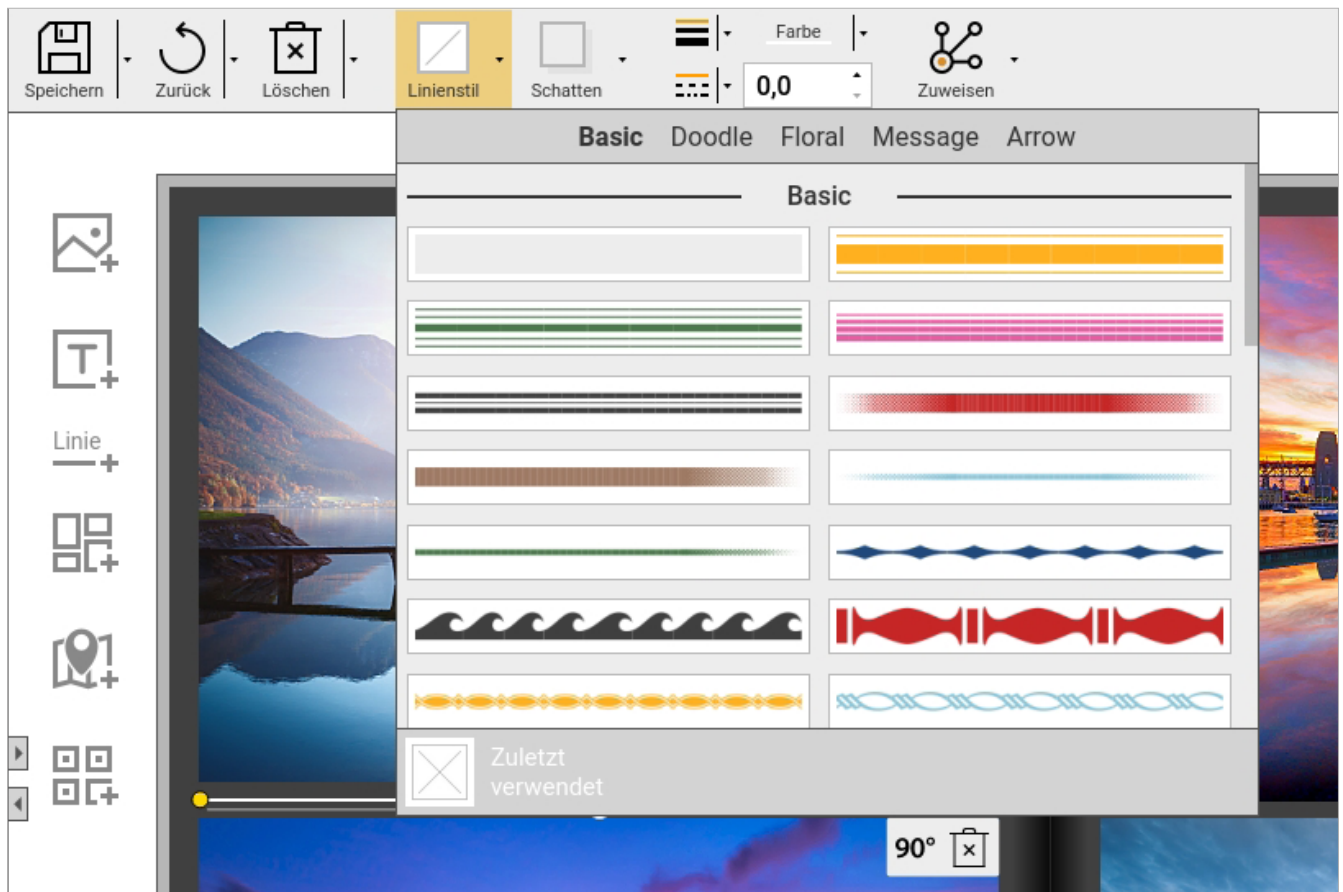 Speichern
Zurück
Löschen
Linienstil
Schatten
Farbe
0,0
Zuweisen
Basic Doodle Floral Message Arrow
Basic
T
Linie
Zuletzt
verwendet
90°